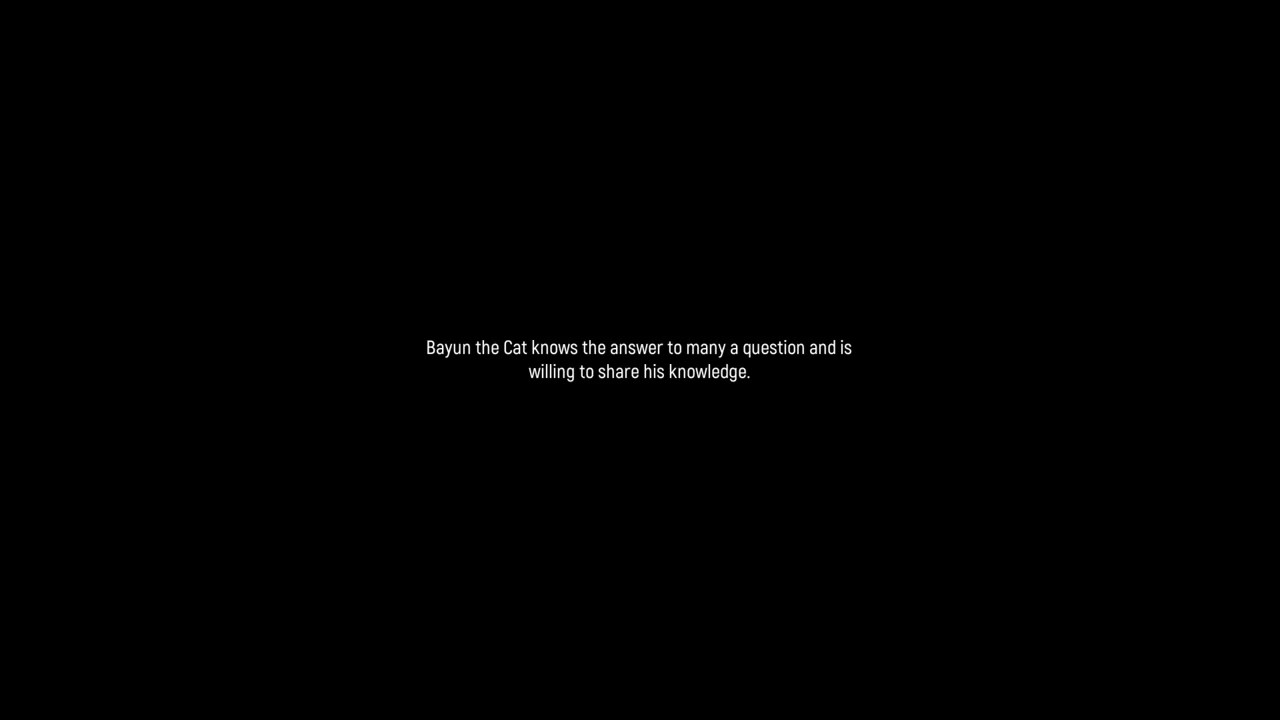 Bayun the Cat knows the answer to many a question and is
willing to share his knowledge.